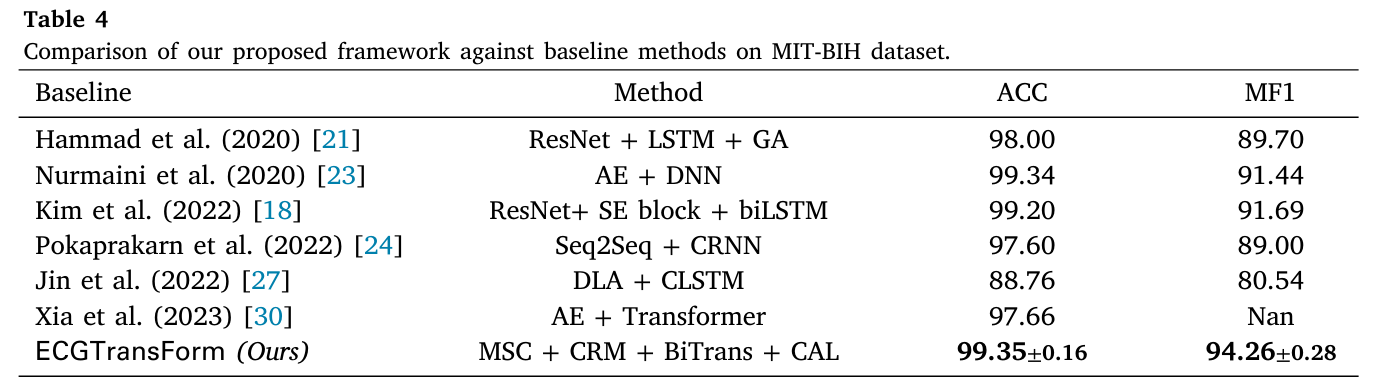 Table 4
Comparison of our proposed framework against baseline methods on MIT-BIH dataset.
Baseline Method ACC MF1
Hammad et al. (2020) [21] ResNet + LSTM + GA 98.00 89.70
Nurmaini et al. (2020) [23] AE + DNN 99.34 91.44
Kim et al. (2022) [18] ResNet+ SE block + biLSTM 99.20 91.69
Pokaprakarn et al. (2022) [24] Seq2Seq + CRNN 97.60 89.00
Jin et al. (2022) [27] DLA + CLSTM 88.76 80.54
Xia et al. (2023) [30] AE + Transformer 97.66 Nan
ECGTransForm (Ours) MSC + CRM + BiTrans + CAL 99.35±0.16 94.26±0.28